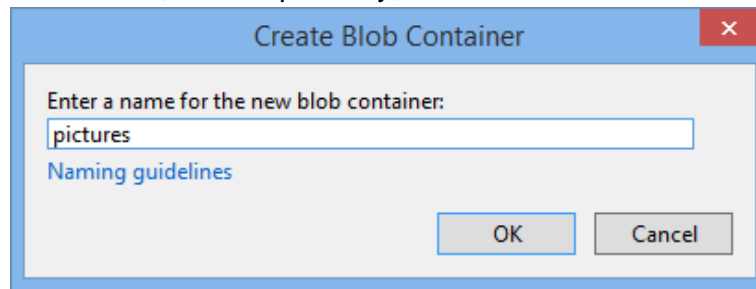 Create Blob Container
Enter a name for the new blob container:
pictures
Naming guidelines
OK
Cancel